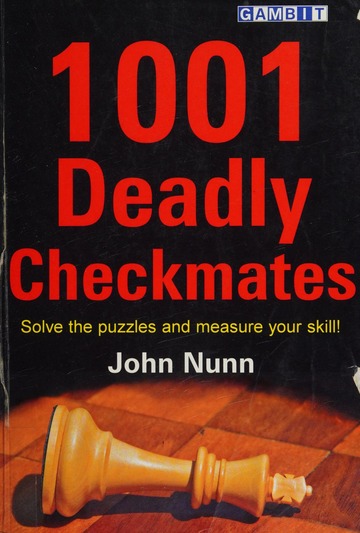 GAMBIT
1001
Deadly
Checkmates
Solve the puzzles and measure your skill!
John Nunn